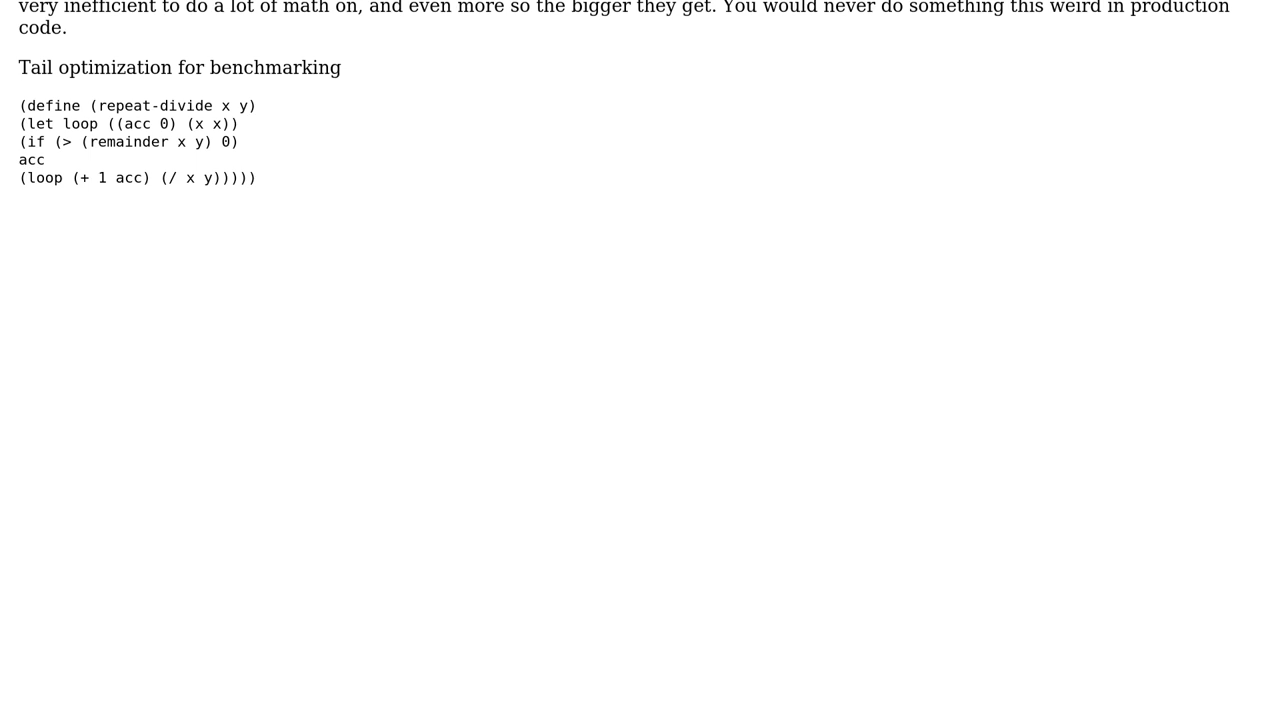 very inefficient to do a lot of math on, and even more so the bigger they get. You would never do something this weird in production
code.
Tail optimization for benchmarking
(define (repeat-divide x y)
(let loop ((acc 0) (x x))
(if (> (remainder x y) 0)
acc
(loop (+ 1 acc) (/ x y)))))